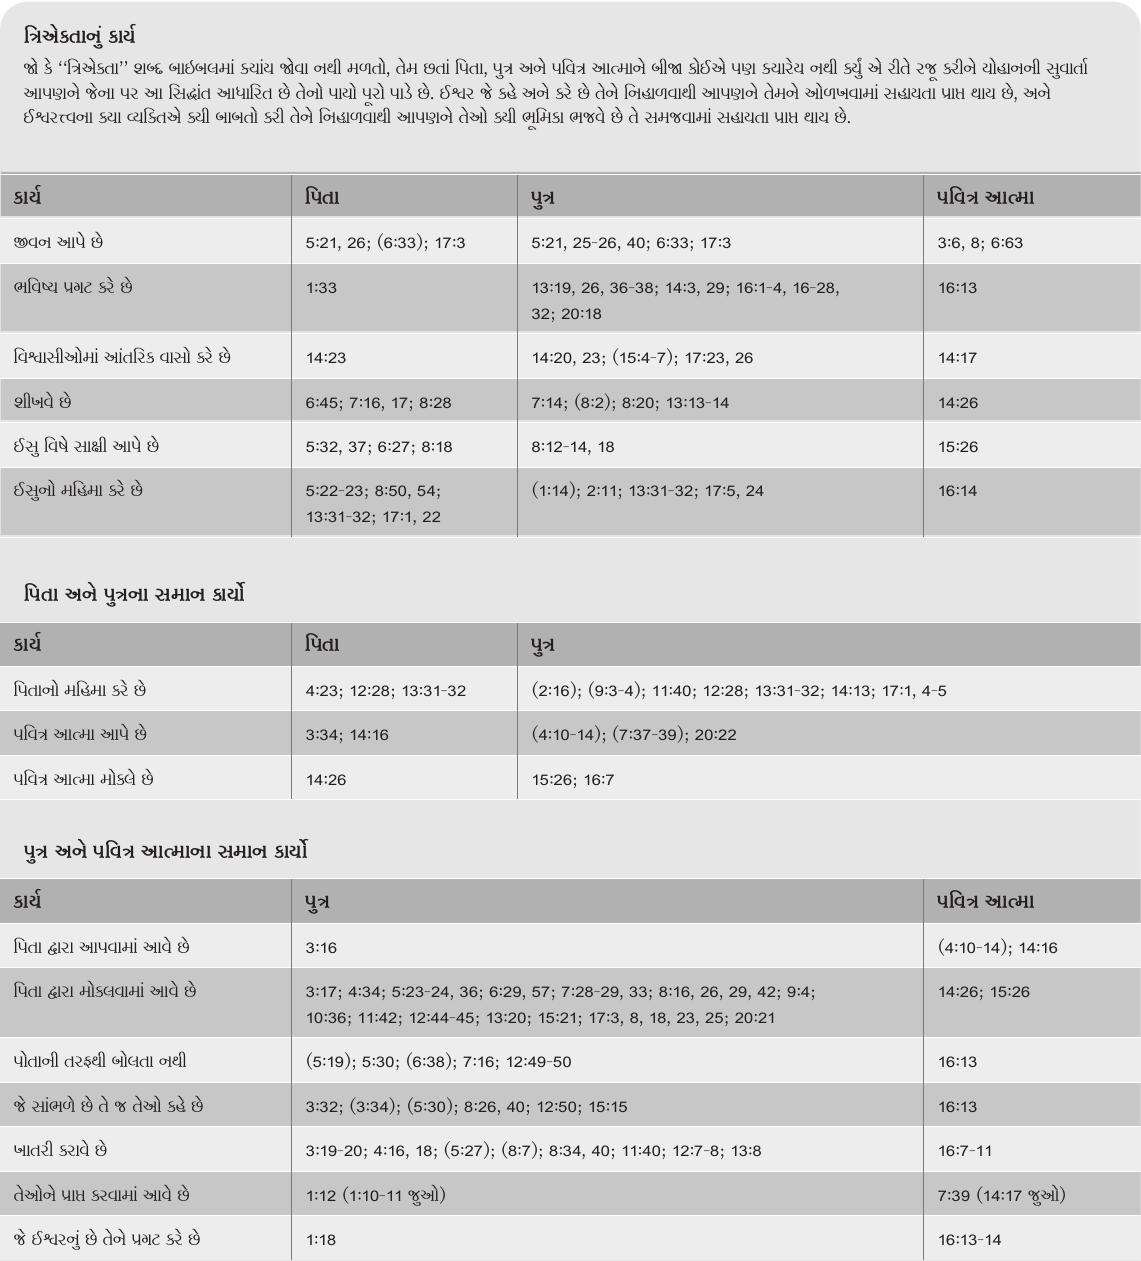 ત્રિએકતાનું કાર્ય
જો કે ‘‘ત્રિએકતા’’ શબ્દ બાઇબલમાં ક્યાંય જોવા નથી મળતો, તેમ છતાં પિતા, પુત્ર અને પવિત્ર આત્માને બીજા કોઈએ પણ ક્યારેય નથી કર્યું એ રીતે રજૂ કરીને યોહાનની સુવાર્તા
આપણને જેના પર આ સિદ્ધાંત આધારિત છે તેનો પાયો પૂરો પાડે છે. ઈશ્વર જે કહે અને કરે છે તેને નિહાળવાથી આપણને તેમને ઓળખવામાં સહાયતા પ્રાપ્ત થાય છે, અને
ઈશ્વરત્ત્વના કયા વ્યક્તિએ કયી બાબતો કરી તેને નિહાળવાથી આપણને તેઓ કયી ભૂમિકા ભજવે છે તે સમજવામાં સહાયતા પ્રાપ્ત થાય છે.
કાર્ય પિતા પુત્ર પવિત્ર આત્મા
જીવન આપે છે 5:21, 26; (6:33); 17:3 5:21, 25-26, 40; 6:33; 17:3 3:6, 8; 6:63
ભવિષ્ય પ્રગટ કરે છે 1:33 13:19, 26, 36-38; 14:3, 29; 16:1-4, 16-28, 16:13
32; 20:18
વિશ્વાસીઓમાં આંતરિક વાસો કરે છે 14:23 14:20, 23; (15:4-7); 17:23, 26 14:17
શીખવે છે 6:45; 7:16, 17; 8:28 7:14; (8:2); 8:20; 13:13-14 14:26
ઈસુ વિષે સાક્ષી આપે છે 5:32, 37; 6:27; 8:18 8:12-14, 18 15:26
ઈસુનો મહિમા કરે છે 5:22-23; 8:50, 54; (1:14); 2:11; 13:31-32; 17:5, 24 16:14
13:31-32; 17:1, 22
પિતા અને પુત્રના સમાન કાર્યો
કાર્ય પિતા પુત્ર
પિતાનો મહિમા કરે છે 4:23; 12:28; 13:31-32 (2:16); (9:3-4); 11:40; 12:28; 13:31-32; 14:13; 17:1, 4-5
પવિત્ર આત્મા આપે છે 3:34; 14:16 (4:10-14); (7:37-39); 20:22
પવિત્ર આત્મા મોકલે છે 14:26 15:26; 16:7
પુત્ર અને પવિત્ર આત્માના સમાન કાર્યો
કાર્ય પુત્ર પવિત્ર આત્મા
પિતા દ્વારા આપવામાં આવે છે 3:16 (4:10-14); 14:16
પિતા દ્વારા મોકલવામાં આવે છે 3:17; 4:34; 5:23-24, 36; 6:29, 57; 7:28-29, 33; 8:16, 26, 29, 42; 9:4; 14:26; 15:26
10:36; 11:42; 12:44-45; 13:20; 15:21; 17:3, 8, 18, 23, 25; 20:21
પોતાની તરફથી બોલતા નથી (5:19); 5:30; (6:38); 7:16; 12:49-50 16:13
જે સાંભળે છે તે જ તેઓ કહે છે 3:32; (3:34); (5:30); 8:26, 40; 12:50; 15:15 16:13
ખાતરી કરાવે છે 3:19-20; 4:16, 18; (5:27); (8:7); 8:34, 40; 11:40; 12:7-8; 13:8 16:7-11
તેઓને પ્રાપ્ત કરવામાં આવે છે 1:12 (1:10-11 જુઓ) 7:39 (14:17 જુઓ)
જે ઈશ્વરનું છે તેને પ્રગટ કરે છે 1:18 16:13-14